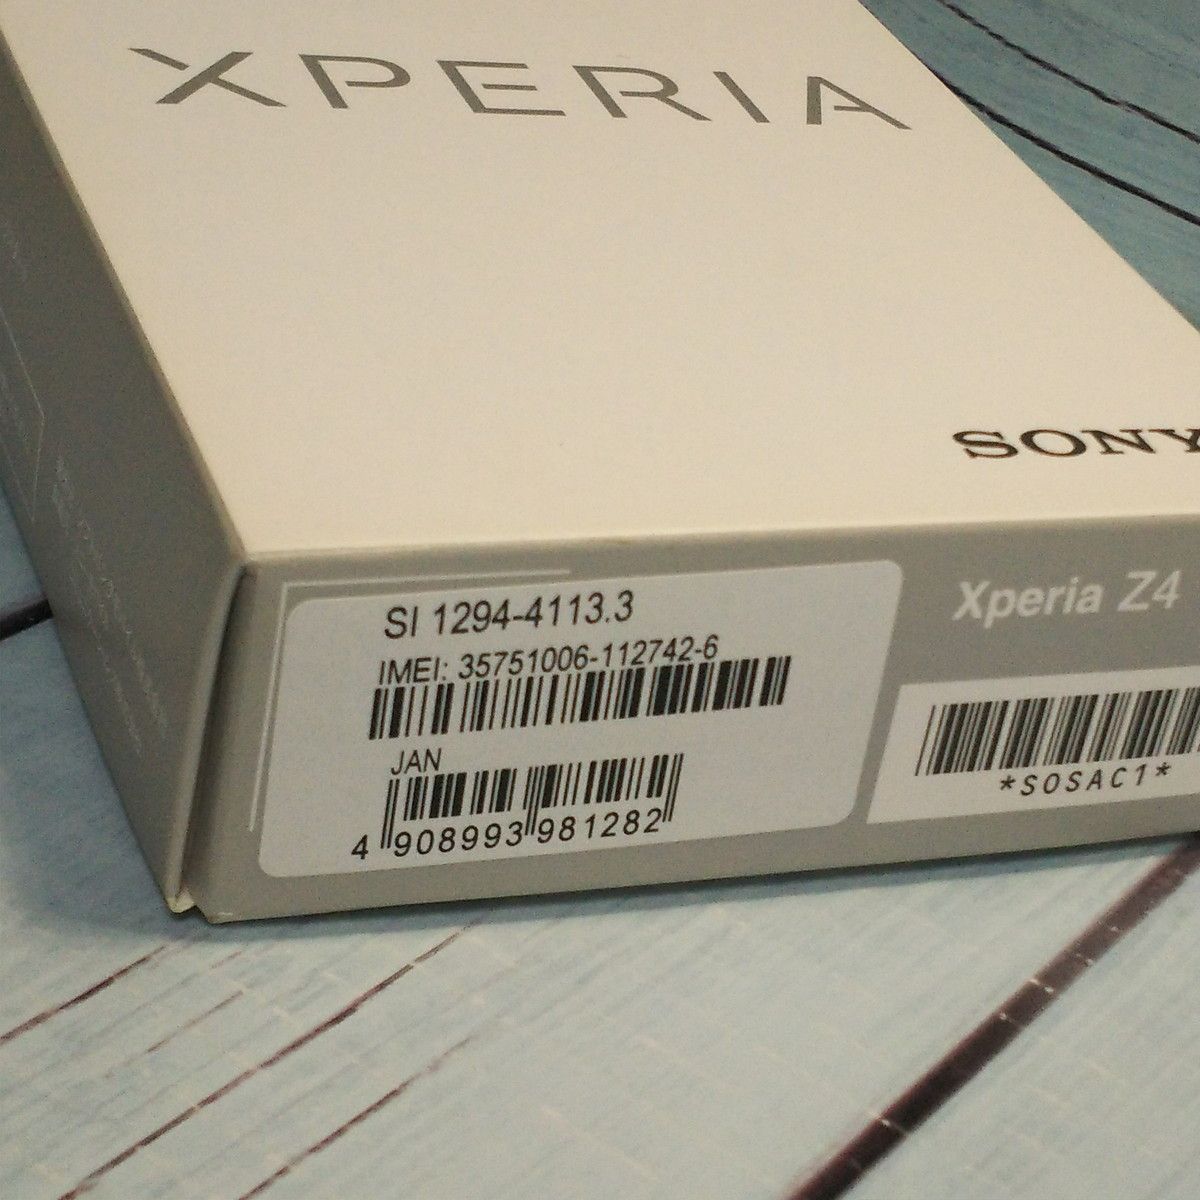 XPERIA
SONY
SI 1294-4113.3
Xperia Z4
IMEI: 35751006-112742-6
JAN
*SOSAC1*
4 908993 981282